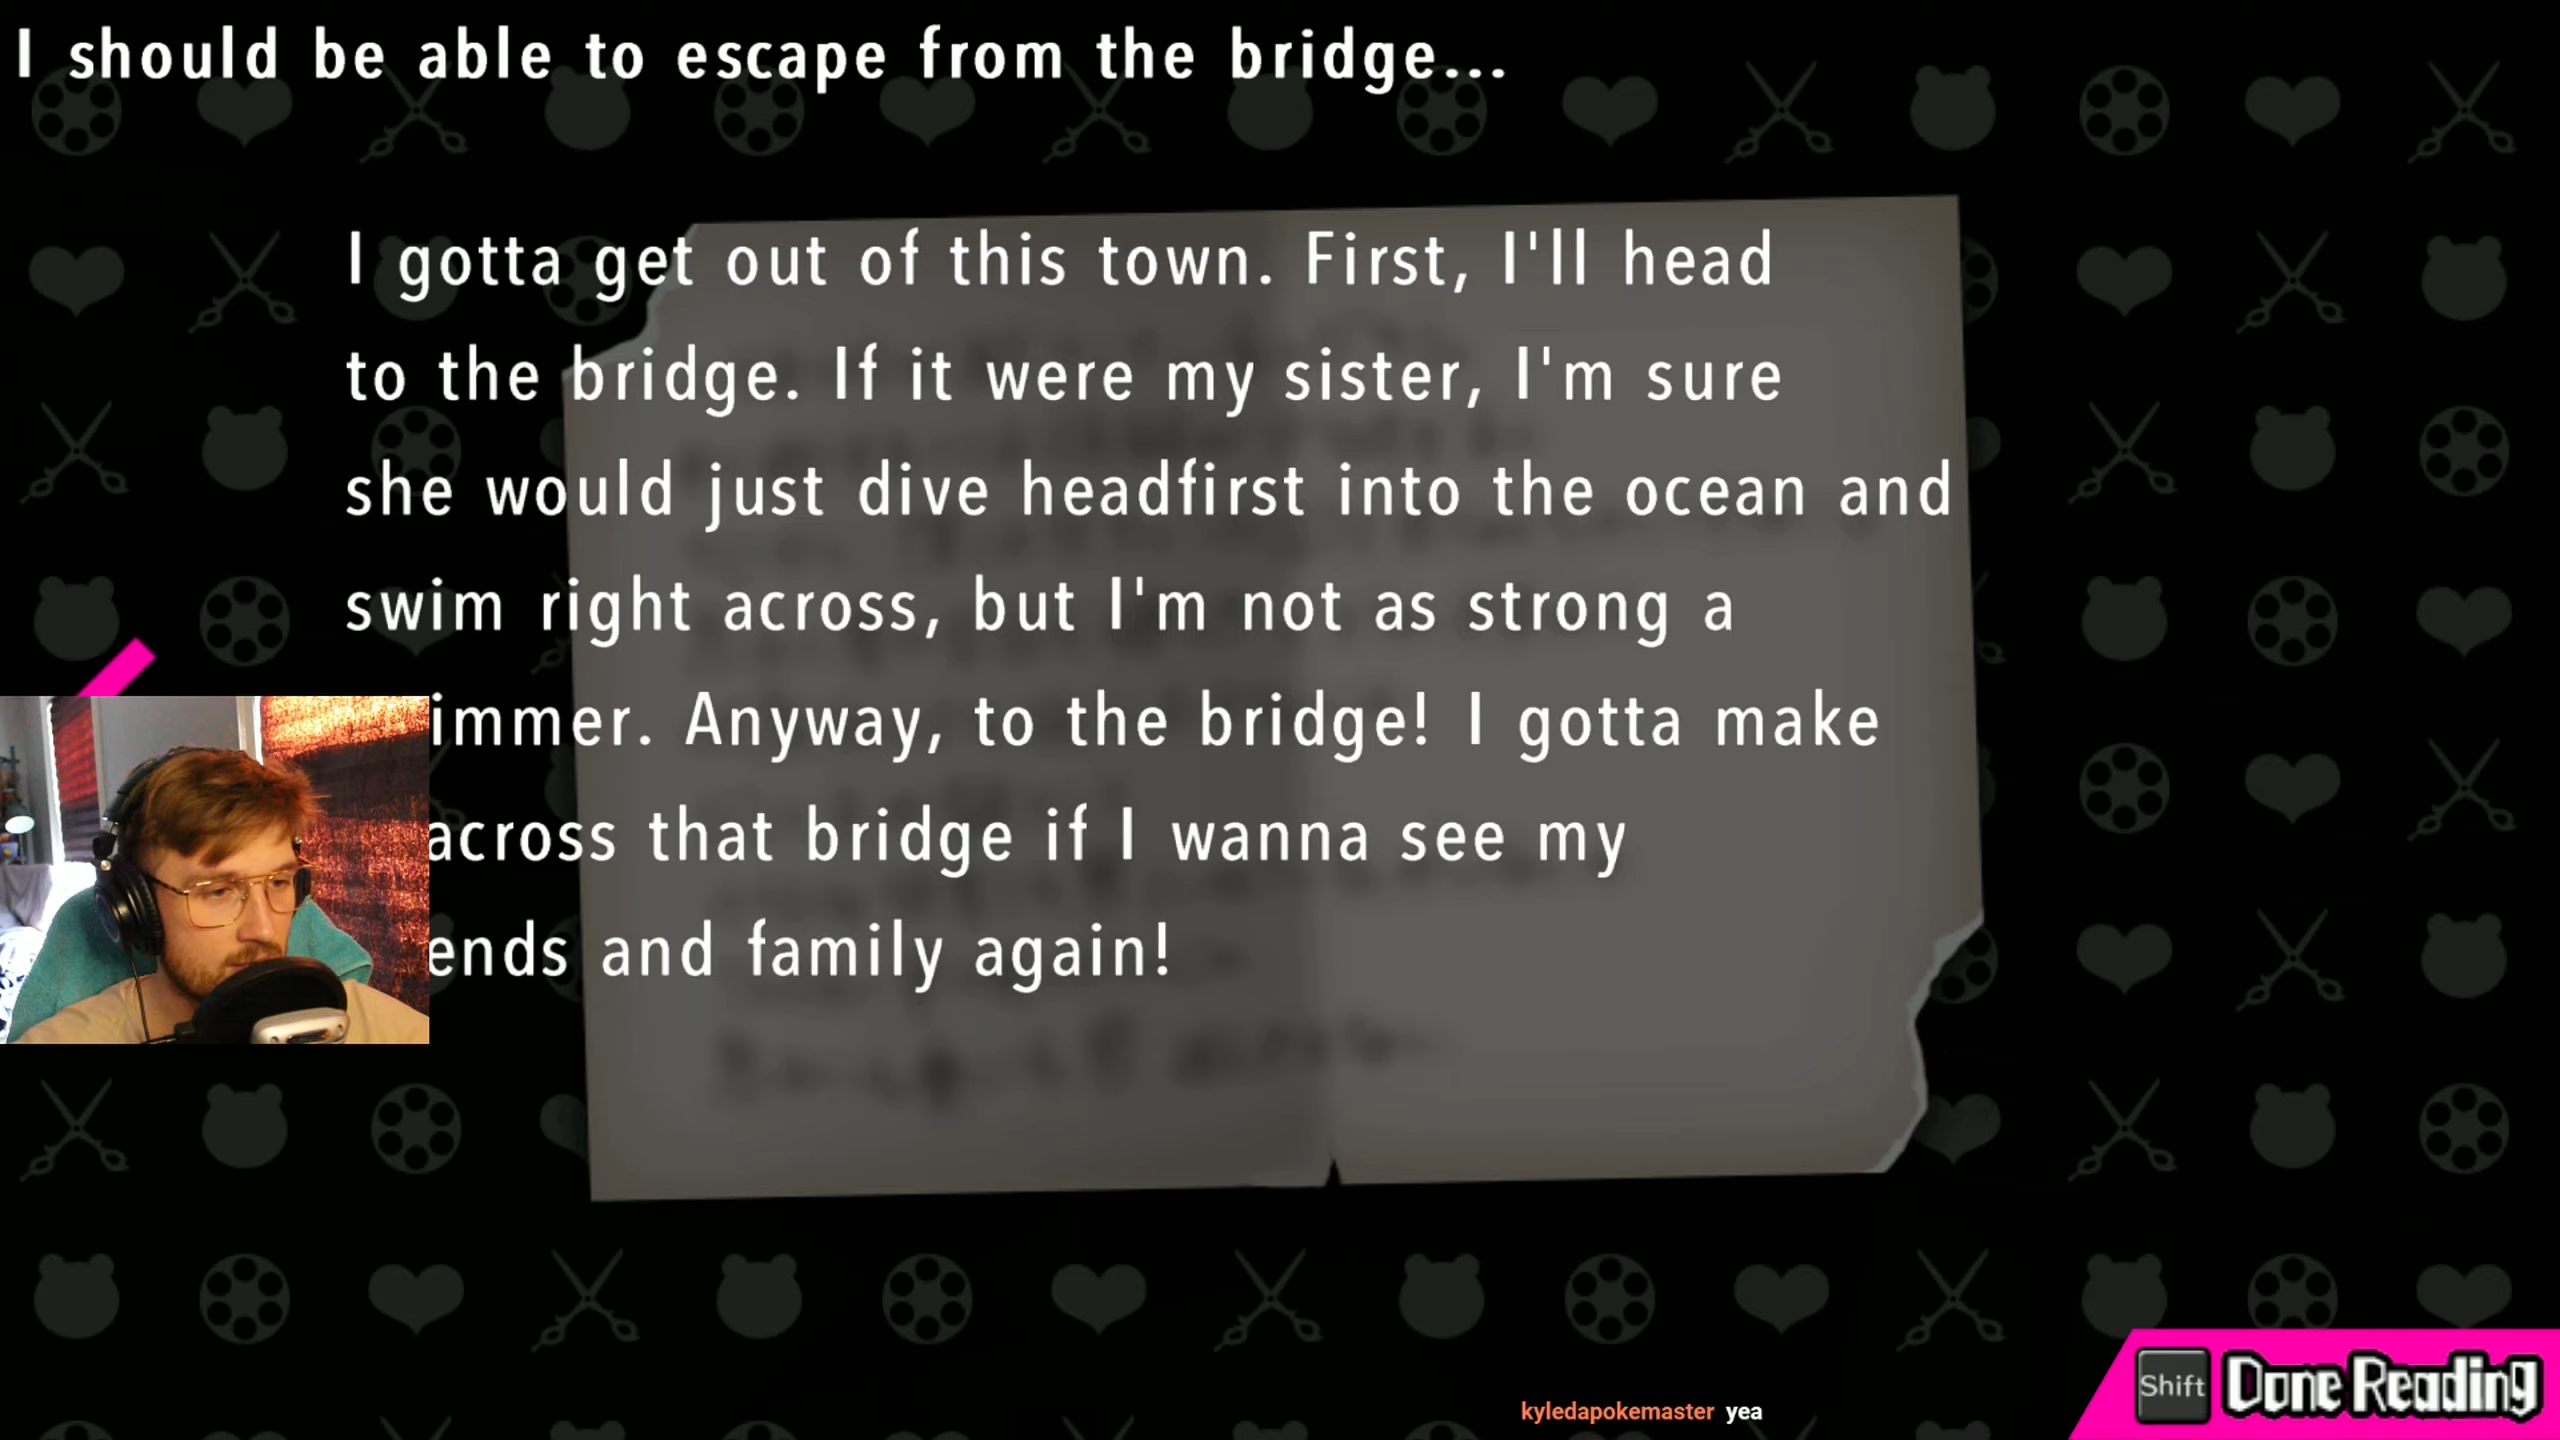 I should be able to escape from the bridge...
I gotta get out of this town. First, I'll head
to the bridge. If it were my sister, I'm sure
she would just dive headfirst into the ocean and
swim right across, but I'm not as strong a
immer. Anyway, to the bridge! I gotta make
across that bridge if I wanna see my
ends and family again!
kyledapokemaster yea
Shift Done Reading